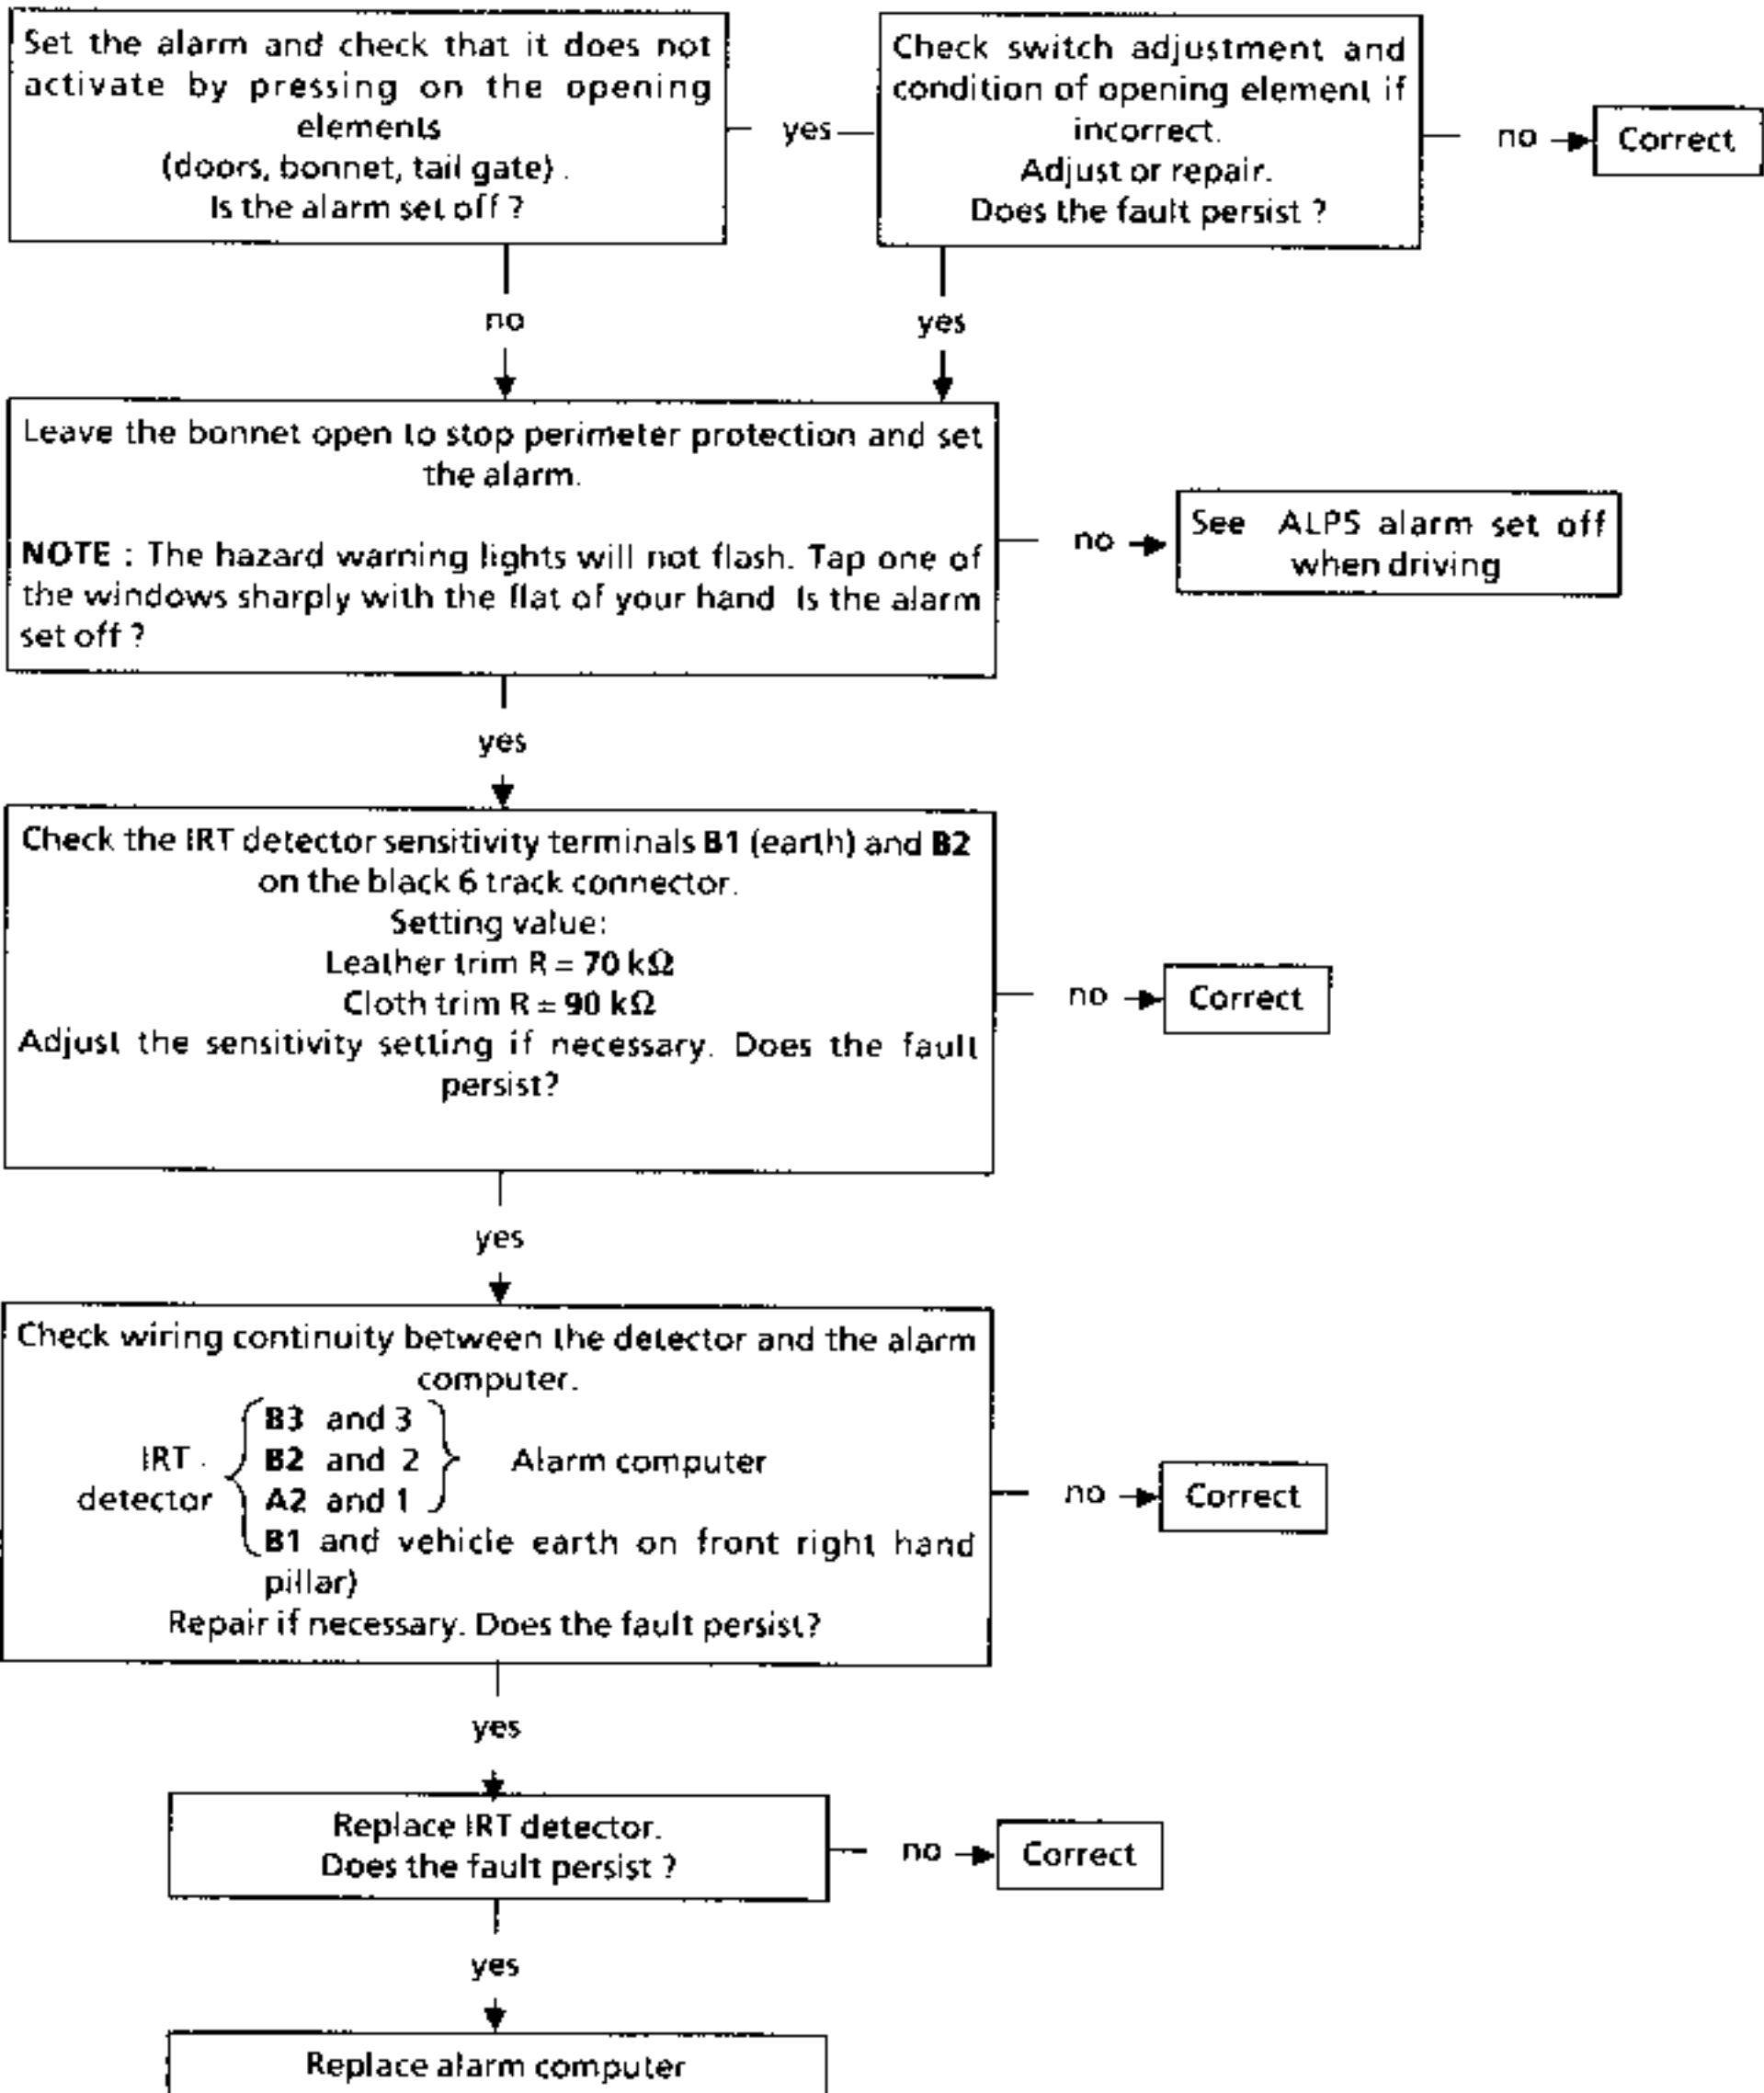 Set the alarm and check that it does not
activate by pressing on the opening
elements
(doors, bonnet, tail gate) .
Is the alarm set off ?
yes
Check switch adjustment and
condition of opening element if
incorrect.
Adjust or repair.
Does the fault persist ?
no
Correct
no
yes
Leave the bonnet open to stop perimeter protection and set
the alarm.
NOTE : The hazard warning lights will not flash. Tap one of
the windows sharply with the flat of your hand Is the alarm
set off ?
no
See ALPS alarm set off
when driving
yes
Check the IRT detector sensitivity terminals B1 (earth) and B2
on the black 6 track connector.
Setting value:
Leather trim R = 70 kΩ
Cloth trim R = 90 kΩ
Adjust the sensitivity setting if necessary. Does the fault
persist?
no
Correct
yes
Check wiring continuity between the detector and the alarm
computer.
IRT
detector
B3 and 3
B2 and 2
A2 and 1
Alarm computer
B1 and vehicle earth on front right hand
pillar)
Repair if necessary. Does the fault persist?
no
Correct
yes
Replace IRT detector.
Does the fault persist ?
no
Correct
yes
Replace alarm computer